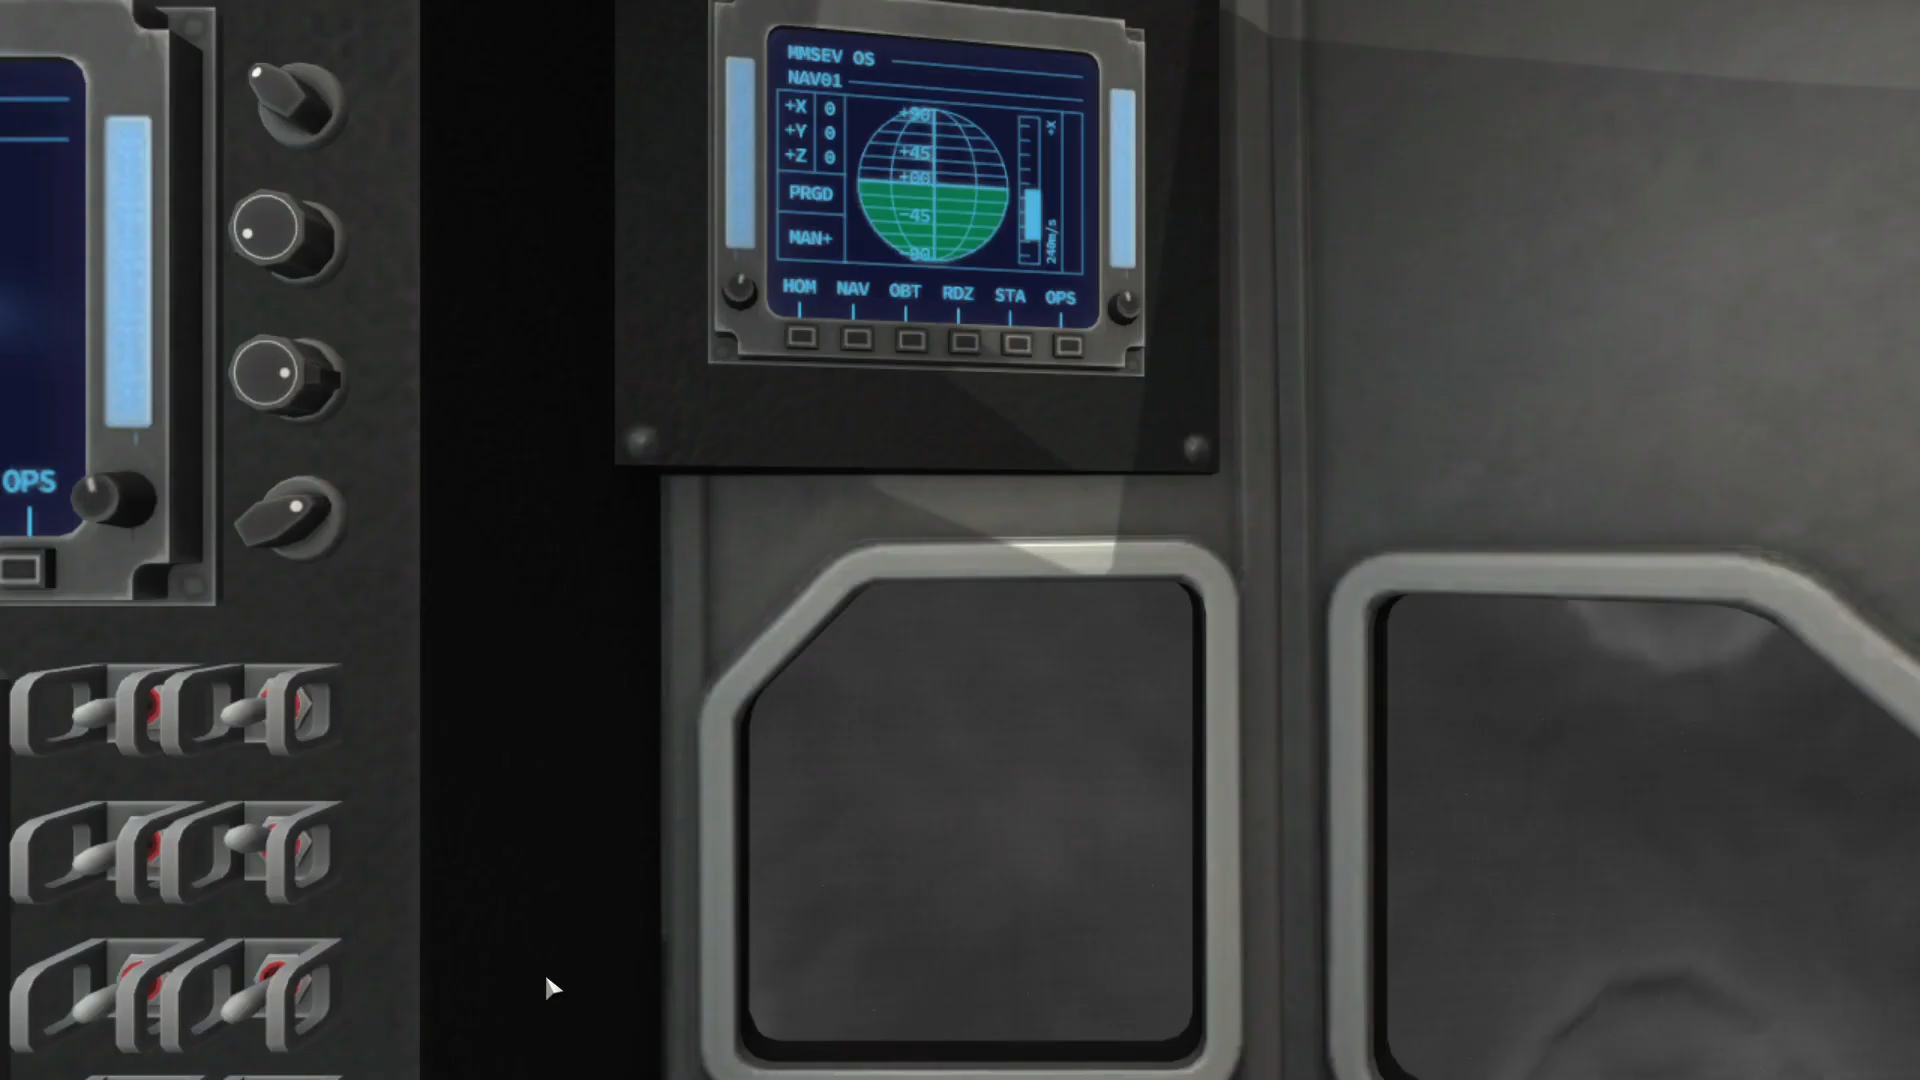 MMSEV OS
NAV01
+X 0
+Y 0
+Z 0
PRGD
MAN+
+90
+45
+00
-45
-90
+X
240m/s
HOM NAV OBT RDZ STA OPS
OPS